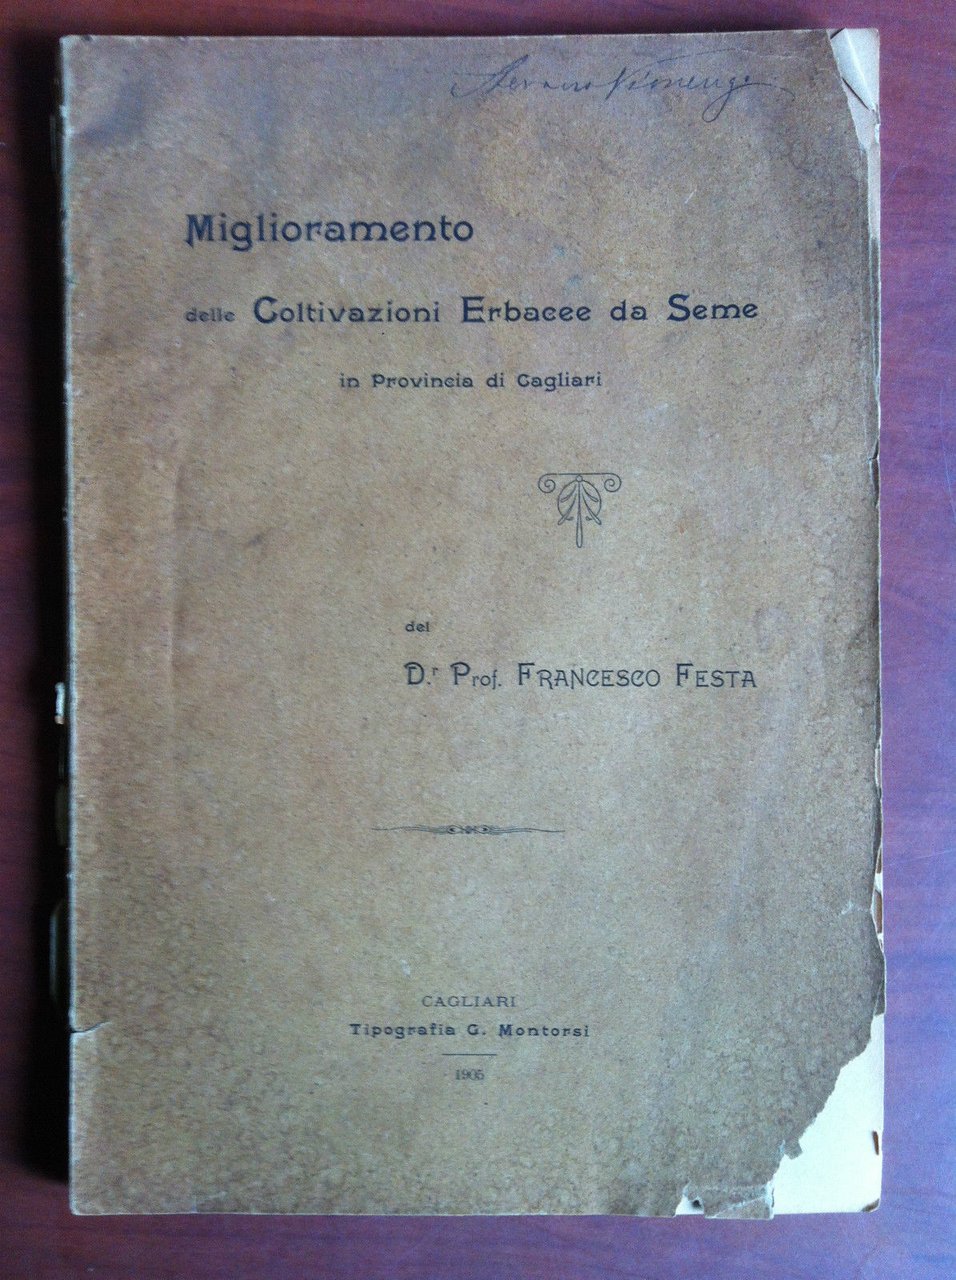 Miglioramento
delle Coltivazioni Erbacee da Seme
in Provincia di Cagliari
del
D.r Prof. FRANCESCO FESTA
CAGLIARI
Tipografia G. Montorsi
1905